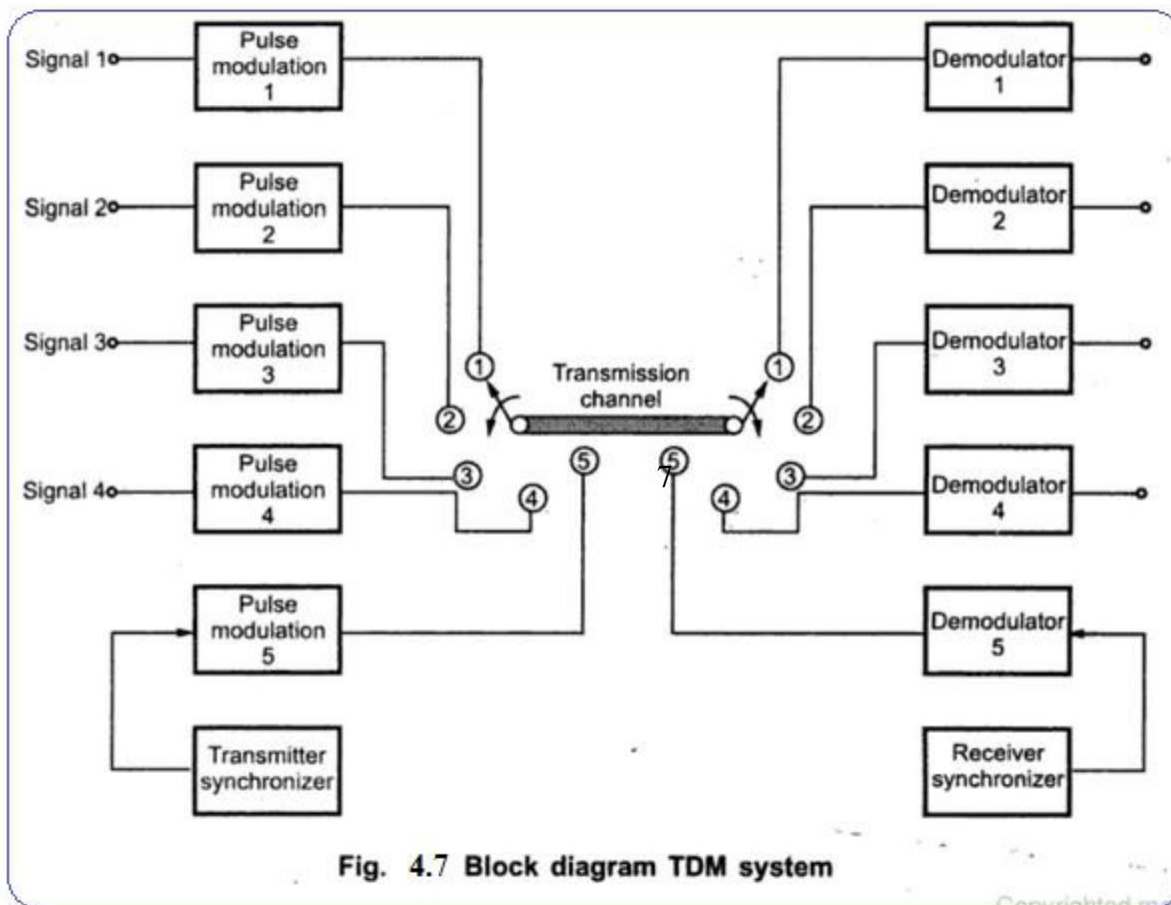 Signal 1
Pulse
modulation
1
Demodulator
1
Signal 2
Pulse
modulation
2
Demodulator
2
Signal 3
Pulse
modulation
3
Demodulator
3
1
Transmission
channel
1
2
2
5
5
7
3
3
4
4
Signal 4
Pulse
modulation
4
Demodulator
4
Pulse
modulation
5
Demodulator
5
Transmitter
synchronizer
Receiver
synchronizer
Fig. 4.7 Block diagram TDM system